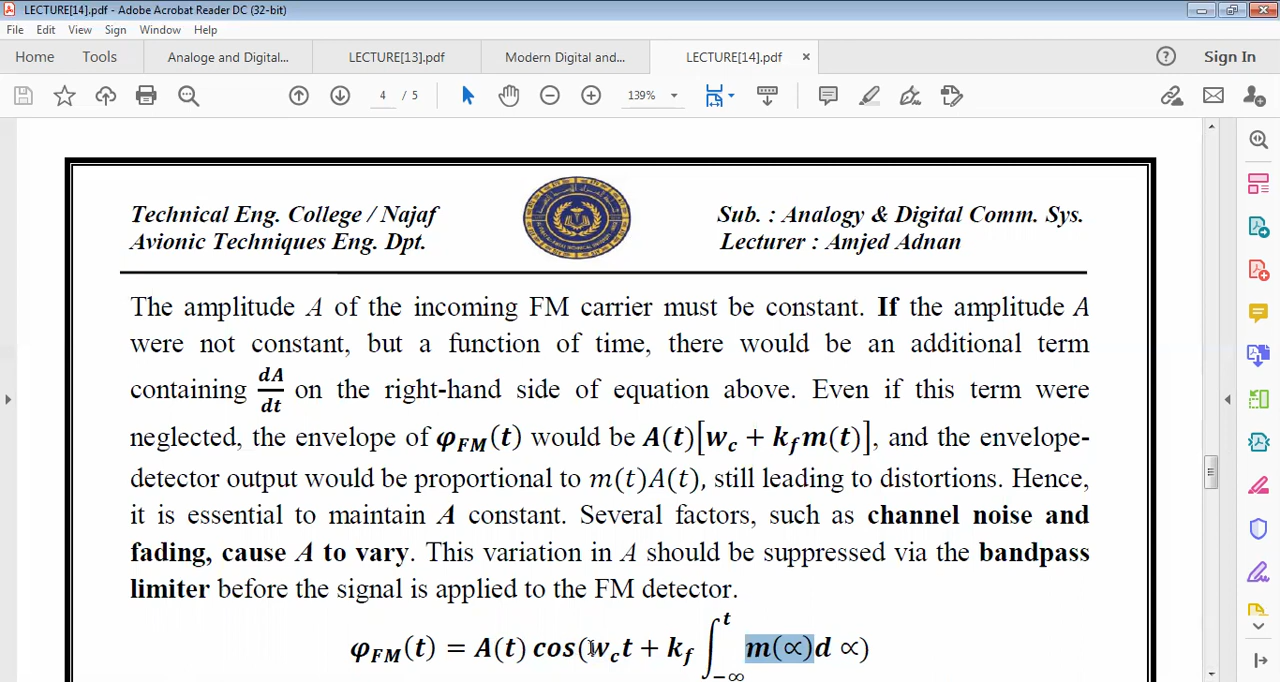 LECTURE[14].pdf - Adobe Acrobat Reader DC (32-bit)
File Edit View Sign Window Help
Home Tools Analoge and Digital... LECTURE[13].pdf Modern Digital and... LECTURE[14].pdf × Sign In
4 / 5 139%
Technical Eng. College / Najaf Sub. : Analogy & Digital Comm. Sys.
Avionic Techniques Eng. Dpt. Lecturer : Amjed Adnan
The amplitude A of the incoming FM carrier must be constant. If the amplitude A
were not constant, but a function of time, there would be an additional term
containing dA/dt on the right-hand side of equation above. Even if this term were
neglected, the envelope of φ_FM(t) would be A(t)[w_c + k_f m(t)], and the envelope-
detector output would be proportional to m(t)A(t), still leading to distortions. Hence,
it is essential to maintain A constant. Several factors, such as channel noise and
fading, cause A to vary. This variation in A should be suppressed via the bandpass
limiter before the signal is applied to the FM detector.
φ_FM(t) = A(t) cos(w_c t + k_f ∫_{-∞}^{t} m(∝)d ∝)